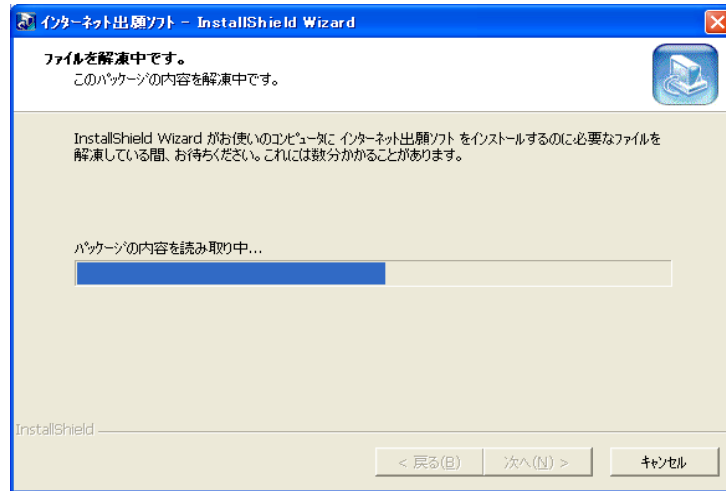 インターネット出願ソフト - InstallShield Wizard
ファイルを解凍中です。
このパッケージの内容を解凍中です。
InstallShield Wizard がお使いのコンピュータに インターネット出願ソフト をインストールするのに必要なファイルを
解凍している間、お待ちください。これには数分かかることがあります。
パッケージの内容を読み取り中...
InstallShield
< 戻る(B)
次へ(N) >
キャンセル